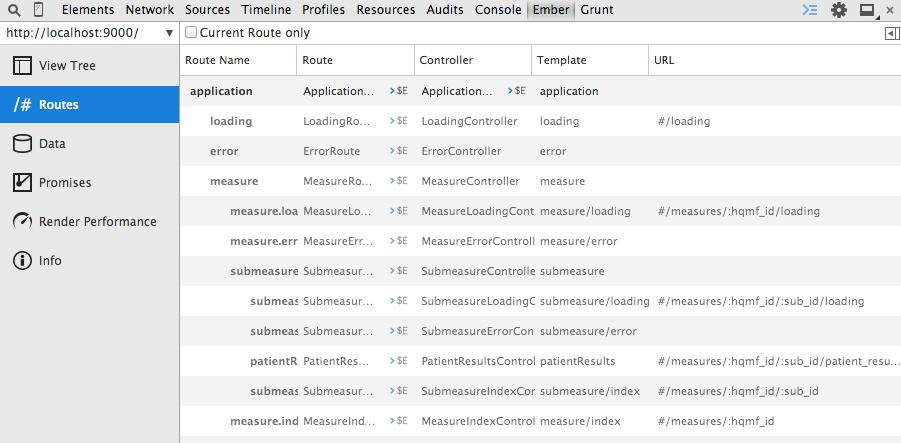 Elements Network Sources Timeline Profiles Resources Audits Console Ember Grunt
http://localhost:9000/ Current Route only
View Tree
/# Routes
Data
Promises
Render Performance
Info
Route Name Route Controller Template URL
application Application... >$E Application... >$E application
loading LoadingRo... >$E LoadingController loading #/loading
error ErrorRoute >$E ErrorController error
measure MeasureRo... >$E MeasureController measure
measure.loa MeasureLo... >$E MeasureLoadingCont measure/loading #/measures/:hqmf_id/loading
measure.err MeasureErr... >$E MeasureErrorControll measure/error
submeasure Submeasur... >$E SubmeasureControlle submeasure
submeas Submeasur... >$E SubmeasureLoadingC submeasure/loading #/measures/:hqmf_id/:sub_id/loading
submeas Submeasur... >$E SubmeasureErrorCont submeasure/error
patientR PatientRes... >$E PatientResultsControl patientResults #/measures/:hqmf_id/:sub_id/patient_resu...
submeas Submeasur... >$E SubmeasureIndexCor submeasure/index #/measures/:hqmf_id/:sub_id
measure.ind MeasureInd... >$E MeasureIndexControl measure/index #/measures/:hqmf_id